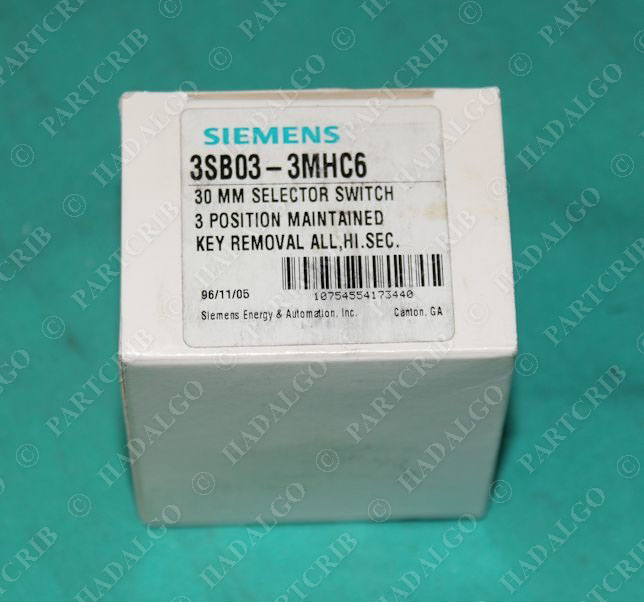 SIEMENS
3SB03-3MHC6
30 MM SELECTOR SWITCH
3 POSITION MAINTAINED
KEY REMOVAL ALL,HI.SEC.
96/11/05
10754554173440
Siemens Energy & Automation, Inc. Canton, GA
© PARTCRIB
© HADALGO